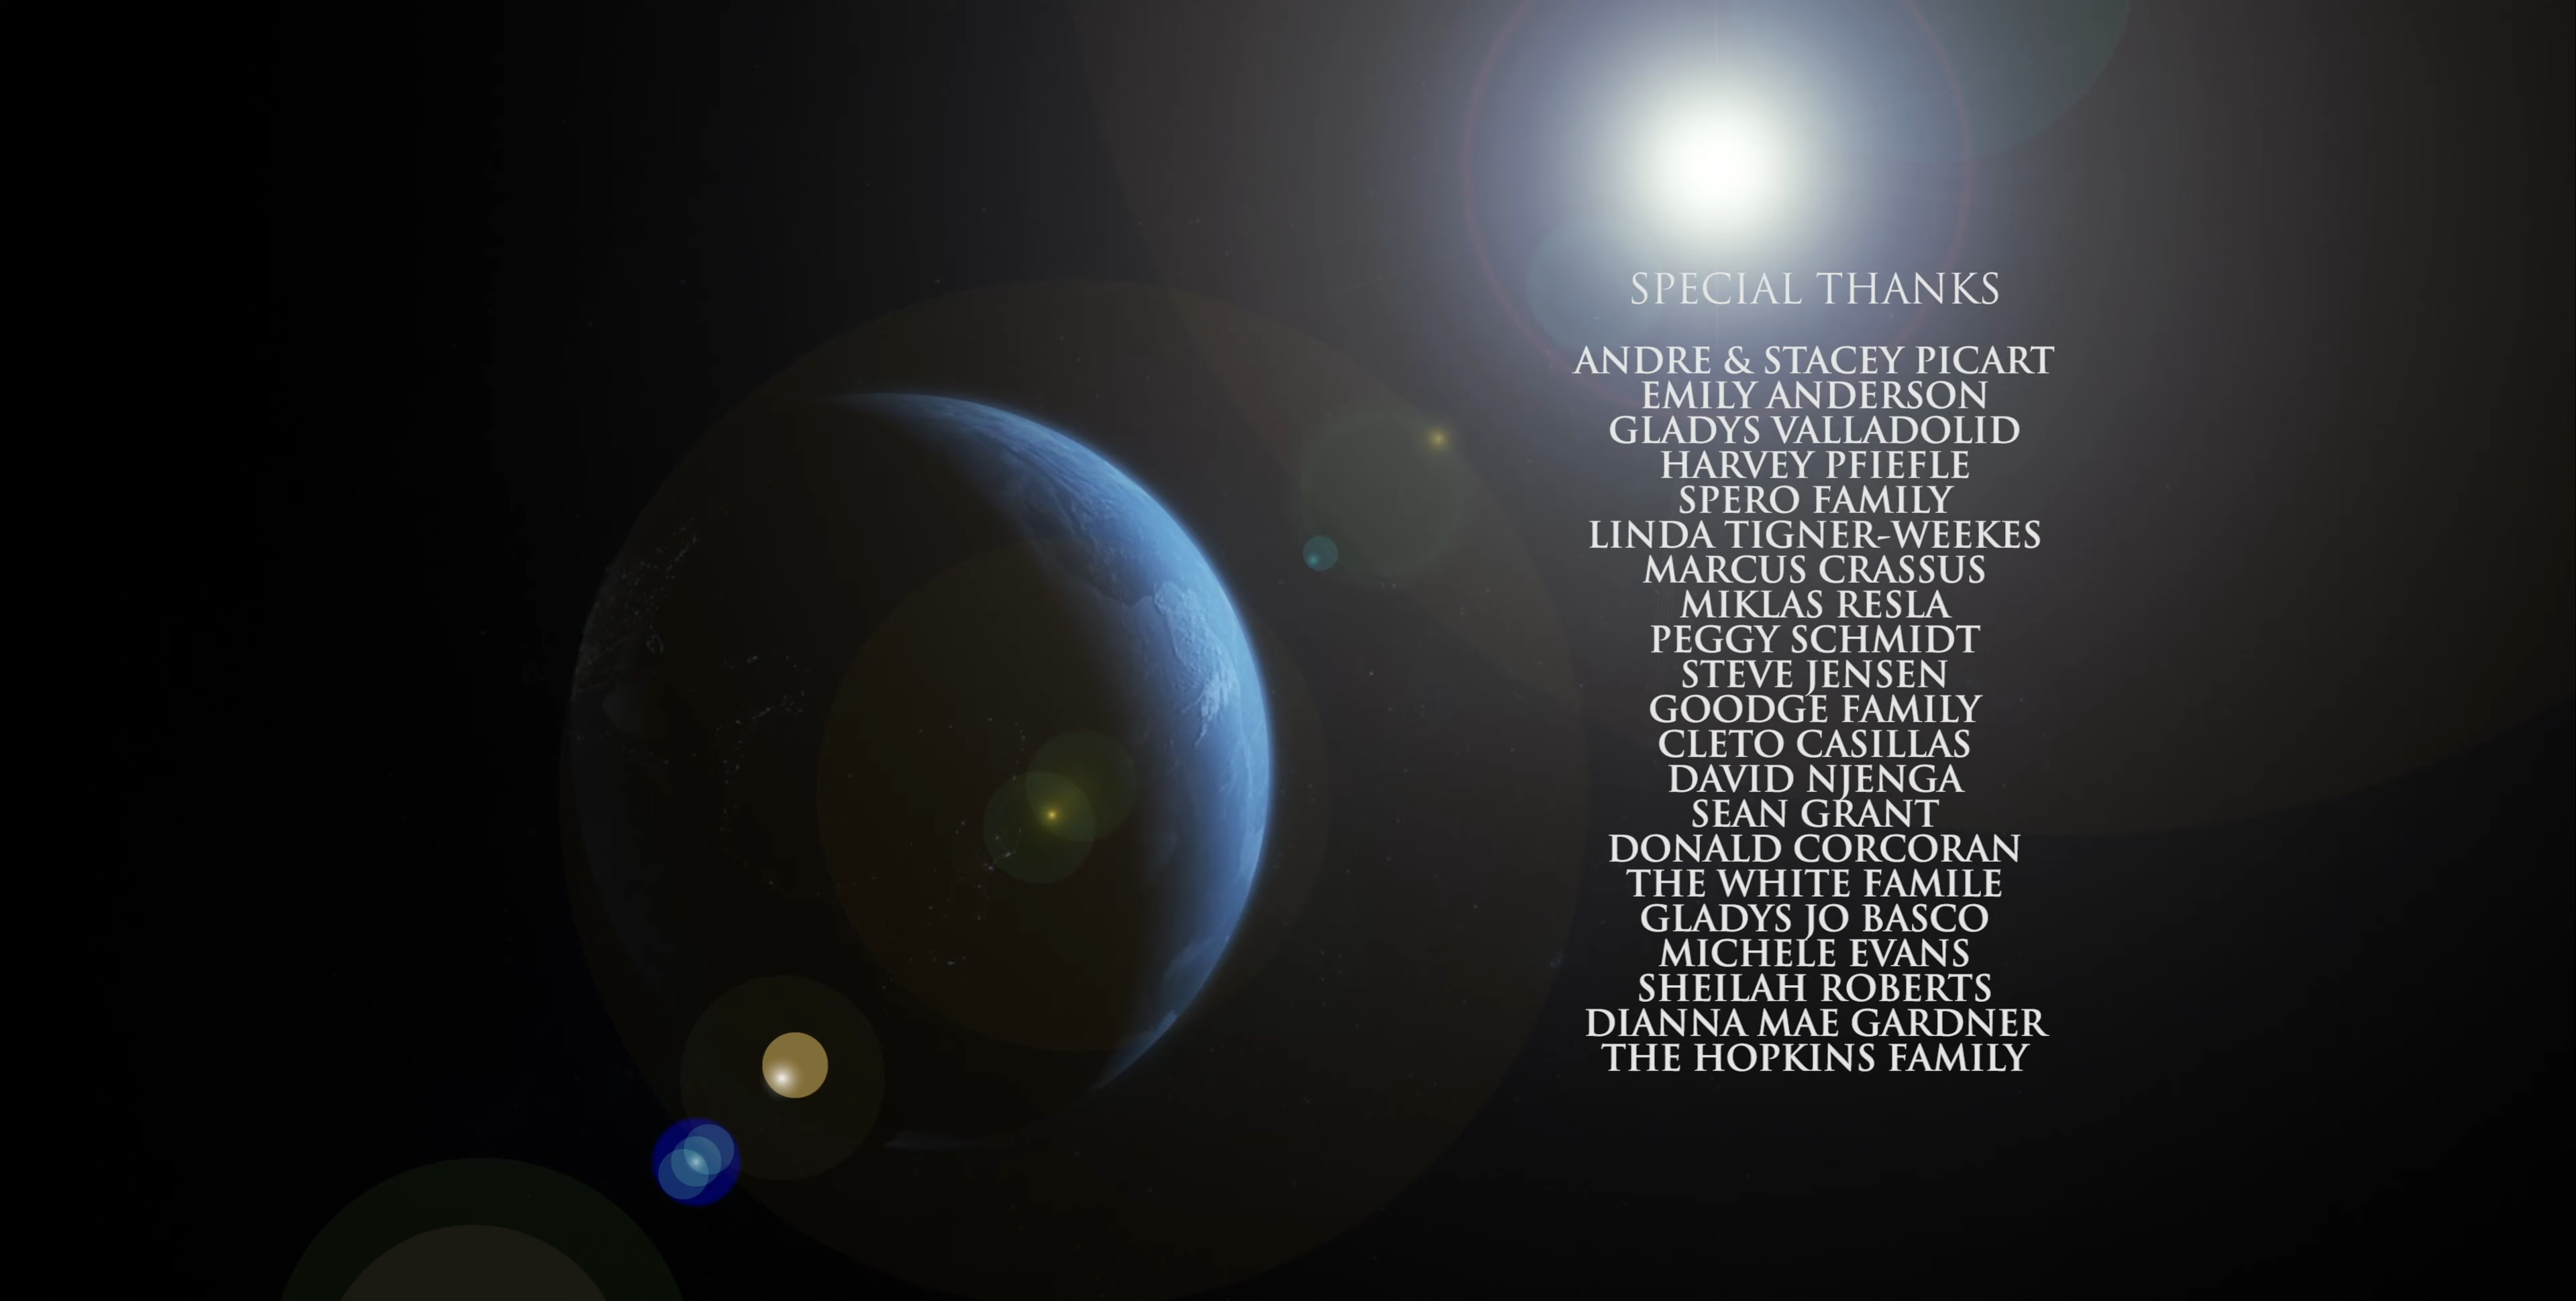 SPECIAL THANKS
ANDRE & STACEY PICART
EMILY ANDERSON
GLADYS VALLADOLID
HARVEY PFIEFLE
SPERO FAMILY
LINDA TIGNER-WEEKES
MARCUS CRASSUS
MIKLAS RESLA
PEGGY SCHMIDT
STEVE JENSEN
GOODGE FAMILY
CLETO CASILLAS
DAVID NJENGA
SEAN GRANT
DONALD CORCORAN
THE WHITE FAMILE
GLADYS JO BASCO
MICHELE EVANS
SHEILAH ROBERTS
DIANNA MAE GARDNER
THE HOPKINS FAMILY